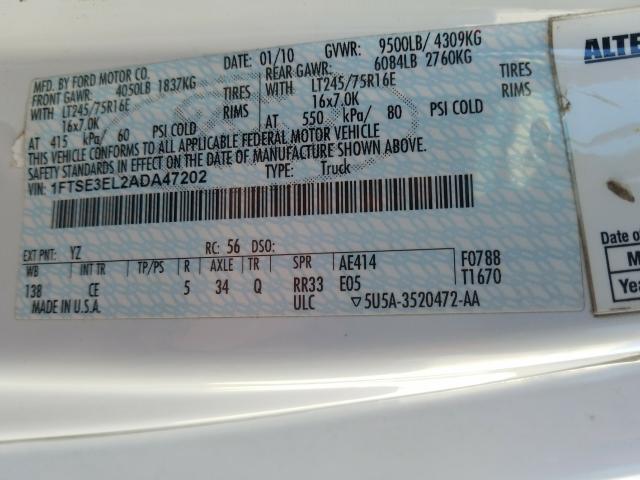 MFD. BY FORD MOTOR CO.
DATE: 01/10 GVWR: 9500LB/ 4309KG
FRONT GAWR: 4050LB 1837KG
REAR GAWR: 6084LB 2760KG
WITH LT245/75R16E TIRES
WITH LT245/75R16E TIRES
16x7.0K RIMS
16x7.0K RIMS
AT 415 kPa/ 60 PSI COLD
AT 550 kPa/ 80 PSI COLD
THIS VEHICLE CONFORMS TO ALL APPLICABLE FEDERAL MOTOR VEHICLE
SAFETY STANDARDS IN EFFECT ON THE DATE OF MANUFACTURE SHOWN ABOVE.
VIN: 1FTSE3EL2ADA47202
TYPE: Truck
EXT PNT: YZ RC: 56 DSO:
WB INT TR TP/PS R AXLE TR SPR AE414 F0788
138 CE 5 34 Q RR33 E05 T1670
MADE IN U.S.A. ULC ▽5U5A-3520472-AA
ALTE
Date of
M
Yea